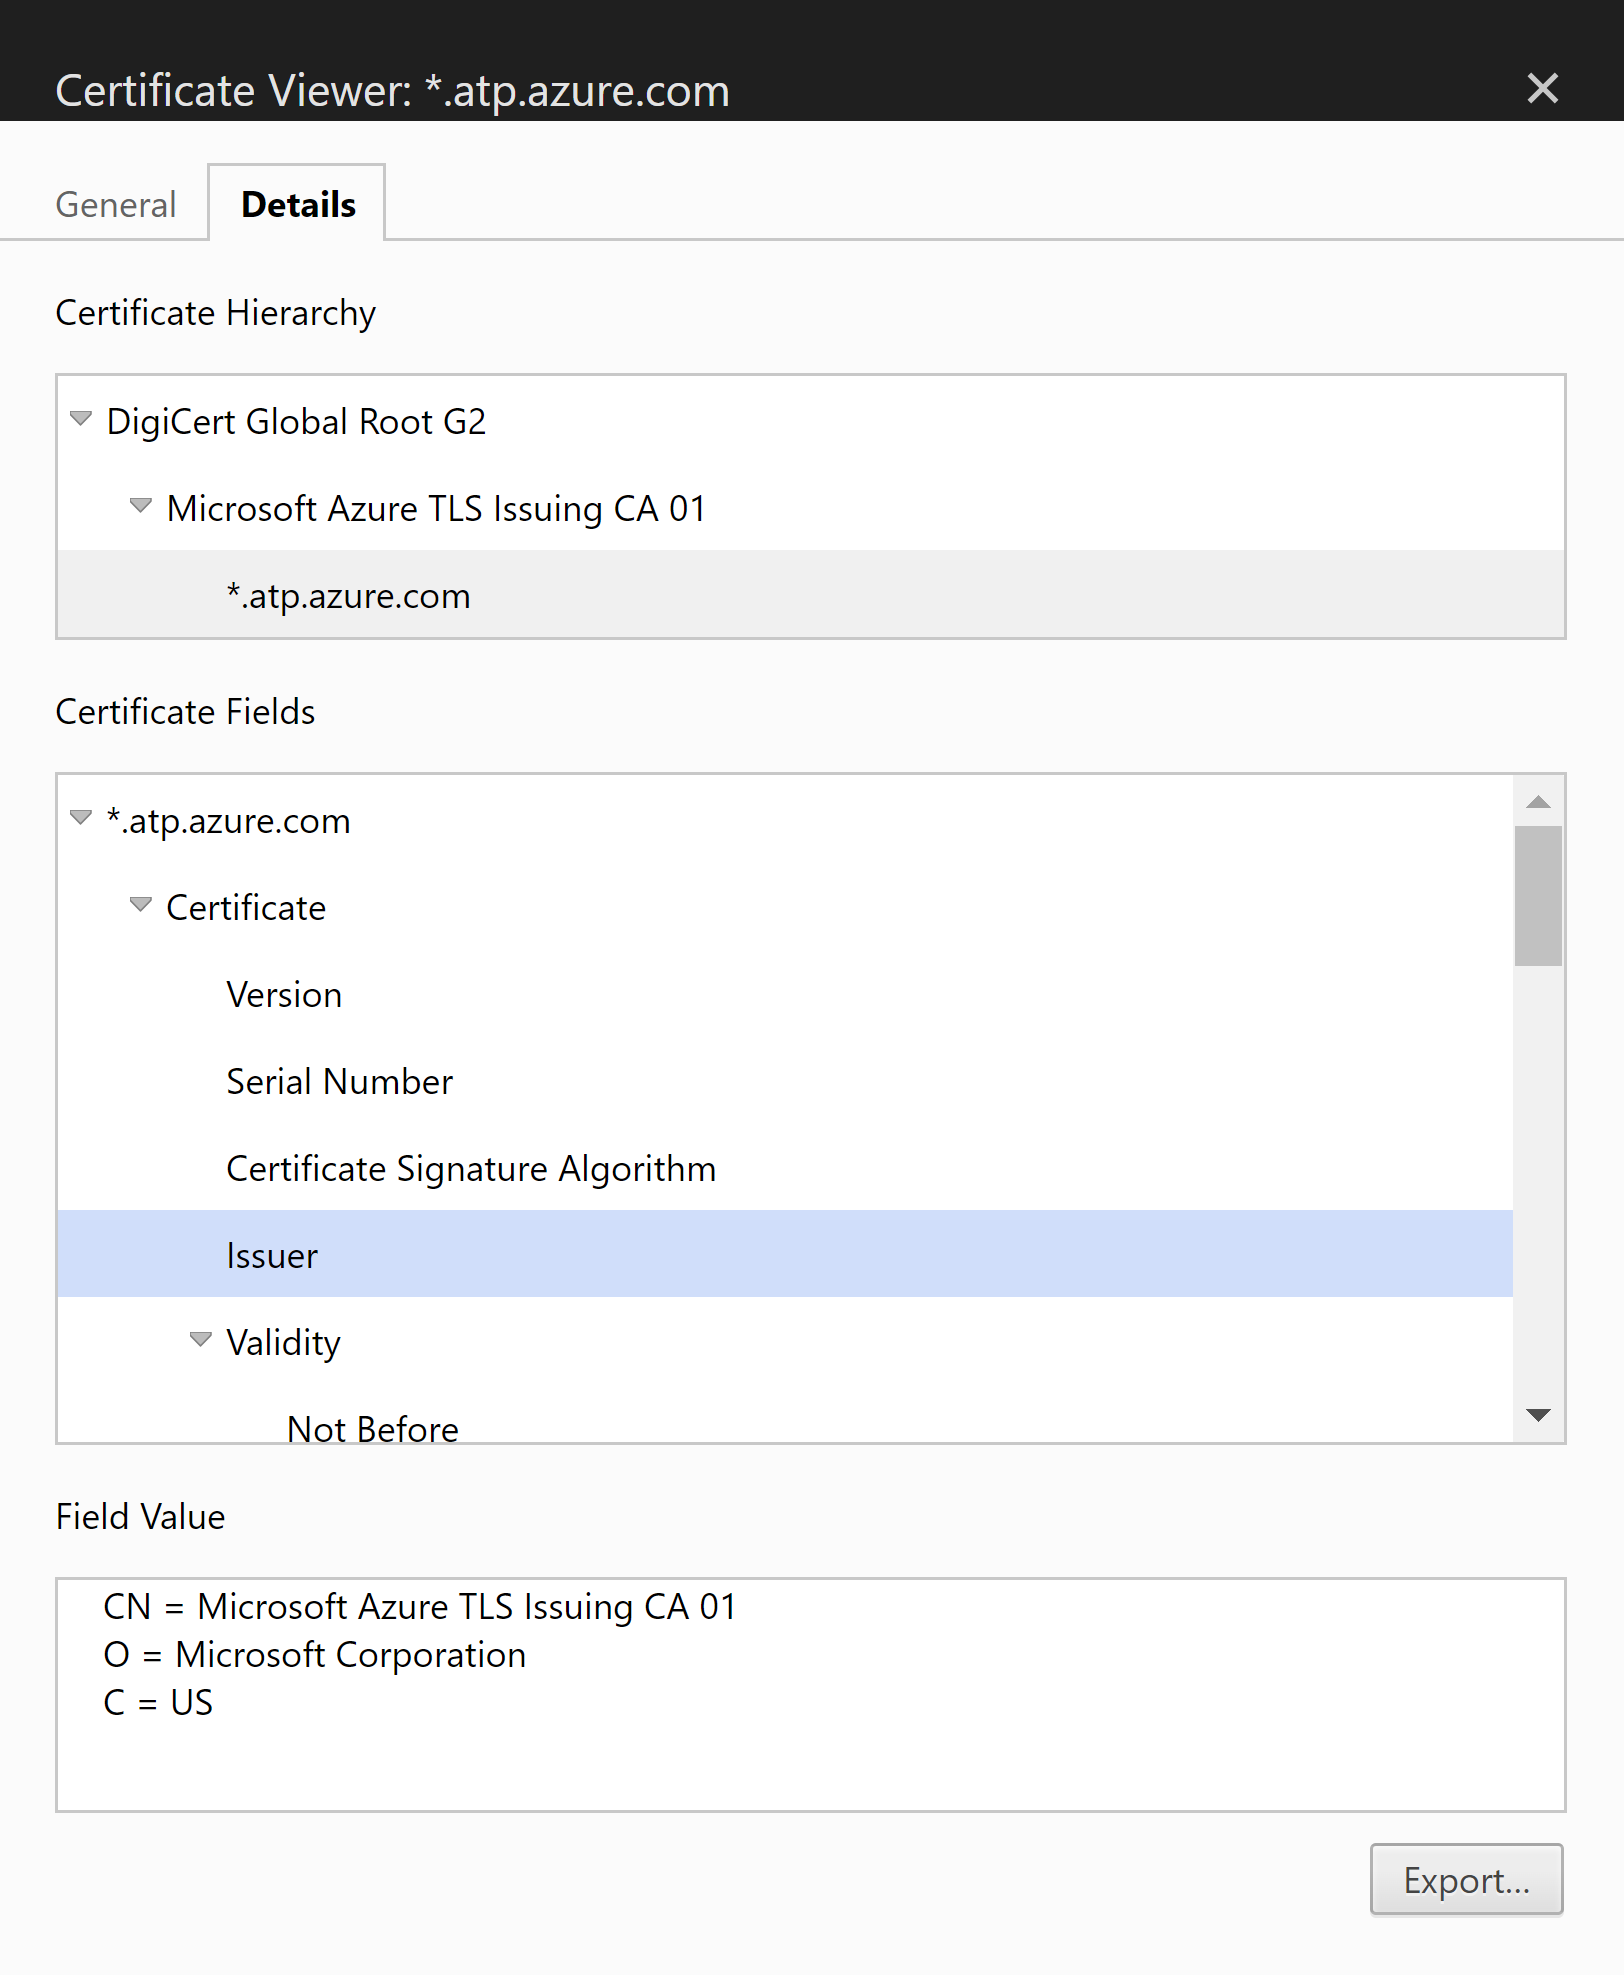 Certificate Viewer: *.atp.azure.com
General
Details
Certificate Hierarchy
DigiCert Global Root G2
Microsoft Azure TLS Issuing CA 01
*.atp.azure.com
Certificate Fields
*.atp.azure.com
Certificate
Version
Serial Number
Certificate Signature Algorithm
Issuer
Validity
Not Before
Field Value
CN = Microsoft Azure TLS Issuing CA 01
O = Microsoft Corporation
C = US
Export...